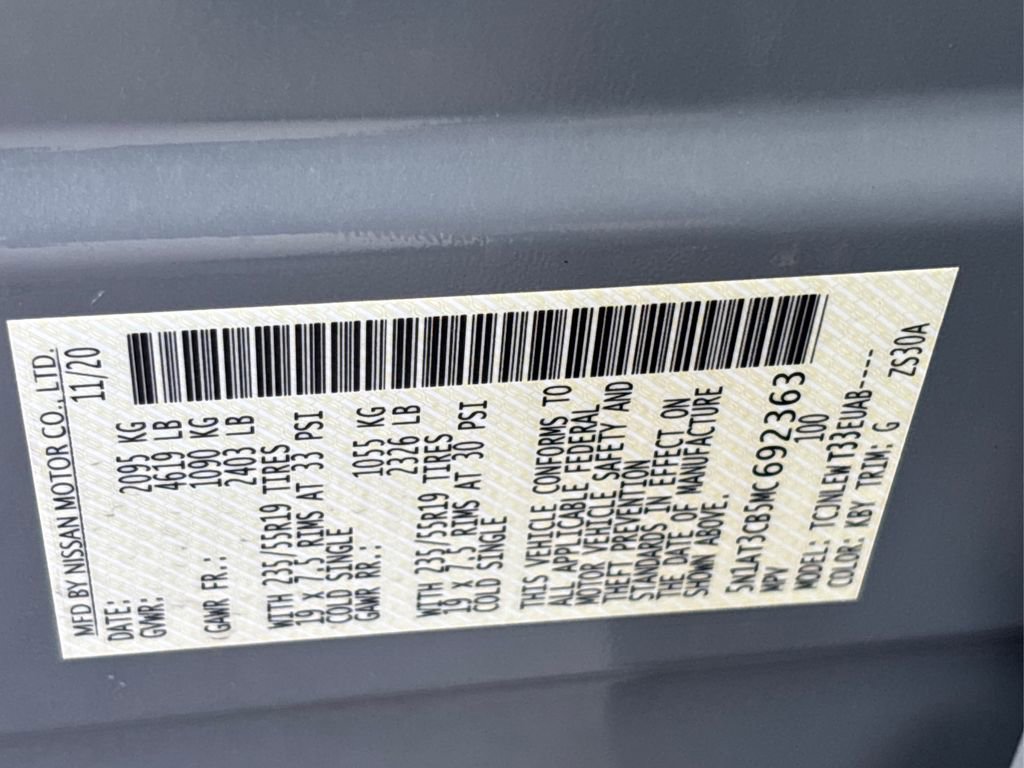 MFD BY NISSAN MOTOR CO., LTD.
DATE: 11/20
GVWR: 2095 KG
4619 LB
GAWR FR.: 1090 KG
2403 LB
WITH 235/55R19 TIRES
19 X 7.5 RIMS AT 33 PSI
COLD SINGLE
GAWR RR.: 1055 KG
2326 LB
WITH 235/55R19 TIRES
19 X 7.5 RIMS AT 30 PSI
COLD SINGLE
THIS VEHICLE CONFORMS TO
ALL APPLICABLE FEDERAL
MOTOR VEHICLE SAFETY AND
THEFT PREVENTION
STANDARDS IN EFFECT ON
THE DATE OF MANUFACTURE
SHOWN ABOVE.
5N1AT3CB5MC692363
MPV 100
MODEL: TCJNLEWT33EUAB----
COLOR: KBY TRIM: G ZS30A